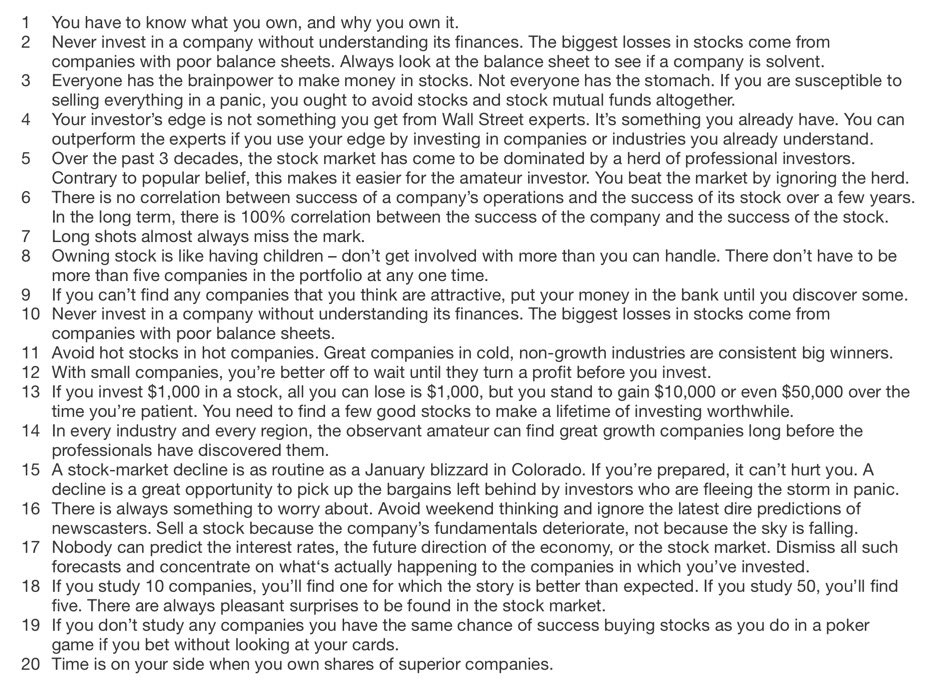 1 You have to know what you own, and why you own it.
2 Never invest in a company without understanding its finances. The biggest losses in stocks come from
companies with poor balance sheets. Always look at the balance sheet to see if a company is solvent.
3 Everyone has the brainpower to make money in stocks. Not everyone has the stomach. If you are susceptible to
selling everything in a panic, you ought to avoid stocks and stock mutual funds altogether.
4 Your investor’s edge is not something you get from Wall Street experts. It’s something you already have. You can
outperform the experts if you use your edge by investing in companies or industries you already understand.
5 Over the past 3 decades, the stock market has come to be dominated by a herd of professional investors.
Contrary to popular belief, this makes it easier for the amateur investor. You beat the market by ignoring the herd.
6 There is no correlation between success of a company’s operations and the success of its stock over a few years.
In the long term, there is 100% correlation between the success of the company and the success of the stock.
7 Long shots almost always miss the mark.
8 Owning stock is like having children – don’t get involved with more than you can handle. There don’t have to be
more than five companies in the portfolio at any one time.
9 If you can’t find any companies that you think are attractive, put your money in the bank until you discover some.
10 Never invest in a company without understanding its finances. The biggest losses in stocks come from
companies with poor balance sheets.
11 Avoid hot stocks in hot companies. Great companies in cold, non-growth industries are consistent big winners.
12 With small companies, you’re better off to wait until they turn a profit before you invest.
13 If you invest $1,000 in a stock, all you can lose is $1,000, but you stand to gain $10,000 or even $50,000 over the
time you’re patient. You need to find a few good stocks to make a lifetime of investing worthwhile.
14 In every industry and every region, the observant amateur can find great growth companies long before the
professionals have discovered them.
15 A stock-market decline is as routine as a January blizzard in Colorado. If you’re prepared, it can’t hurt you. A
decline is a great opportunity to pick up the bargains left behind by investors who are fleeing the storm in panic.
16 There is always something to worry about. Avoid weekend thinking and ignore the latest dire predictions of
newscasters. Sell a stock because the company’s fundamentals deteriorate, not because the sky is falling.
17 Nobody can predict the interest rates, the future direction of the economy, or the stock market. Dismiss all such
forecasts and concentrate on what‘s actually happening to the companies in which you’ve invested.
18 If you study 10 companies, you’ll find one for which the story is better than expected. If you study 50, you’ll find
five. There are always pleasant surprises to be found in the stock market.
19 If you don’t study any companies you have the same chance of success buying stocks as you do in a poker
game if you bet without looking at your cards.
20 Time is on your side when you own shares of superior companies.